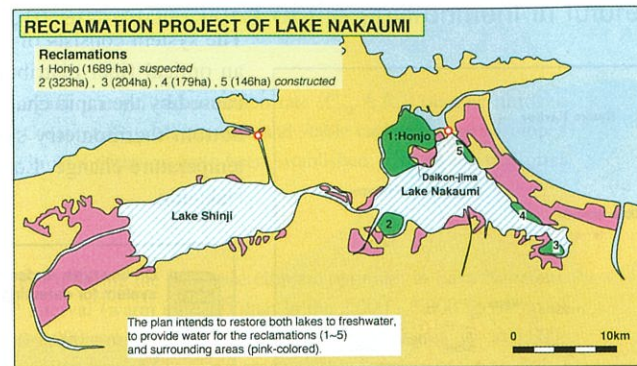 RECLAMATION PROJECT OF LAKE NAKAUMI
Reclamations
1 Honjo (1689 ha) suspected
2 (323ha) , 3 (204ha) , 4 (179ha) , 5 (146ha) constructed
1:Honjo
5
Daikon-jima
Lake Nakaumi
Lake Shinji
4
2
3
The plan intends to restore both lakes to freshwater,
to provide water for the reclamations (1~5)
and surrounding areas (pink-colored).
0 10km